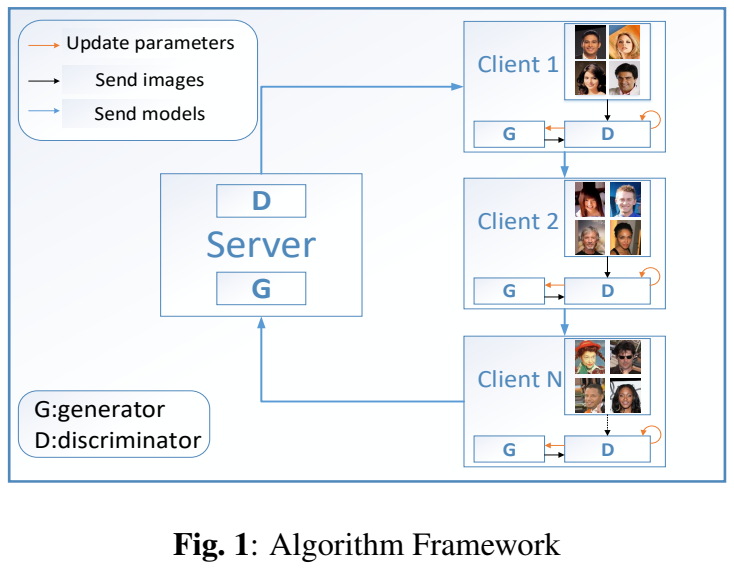 Update parameters
Send images
Send models
Client 1
G
D
D
Server
G
Client 2
G
D
Client N
G
D
G:generator
D:discriminator
Fig. 1: Algorithm Framework